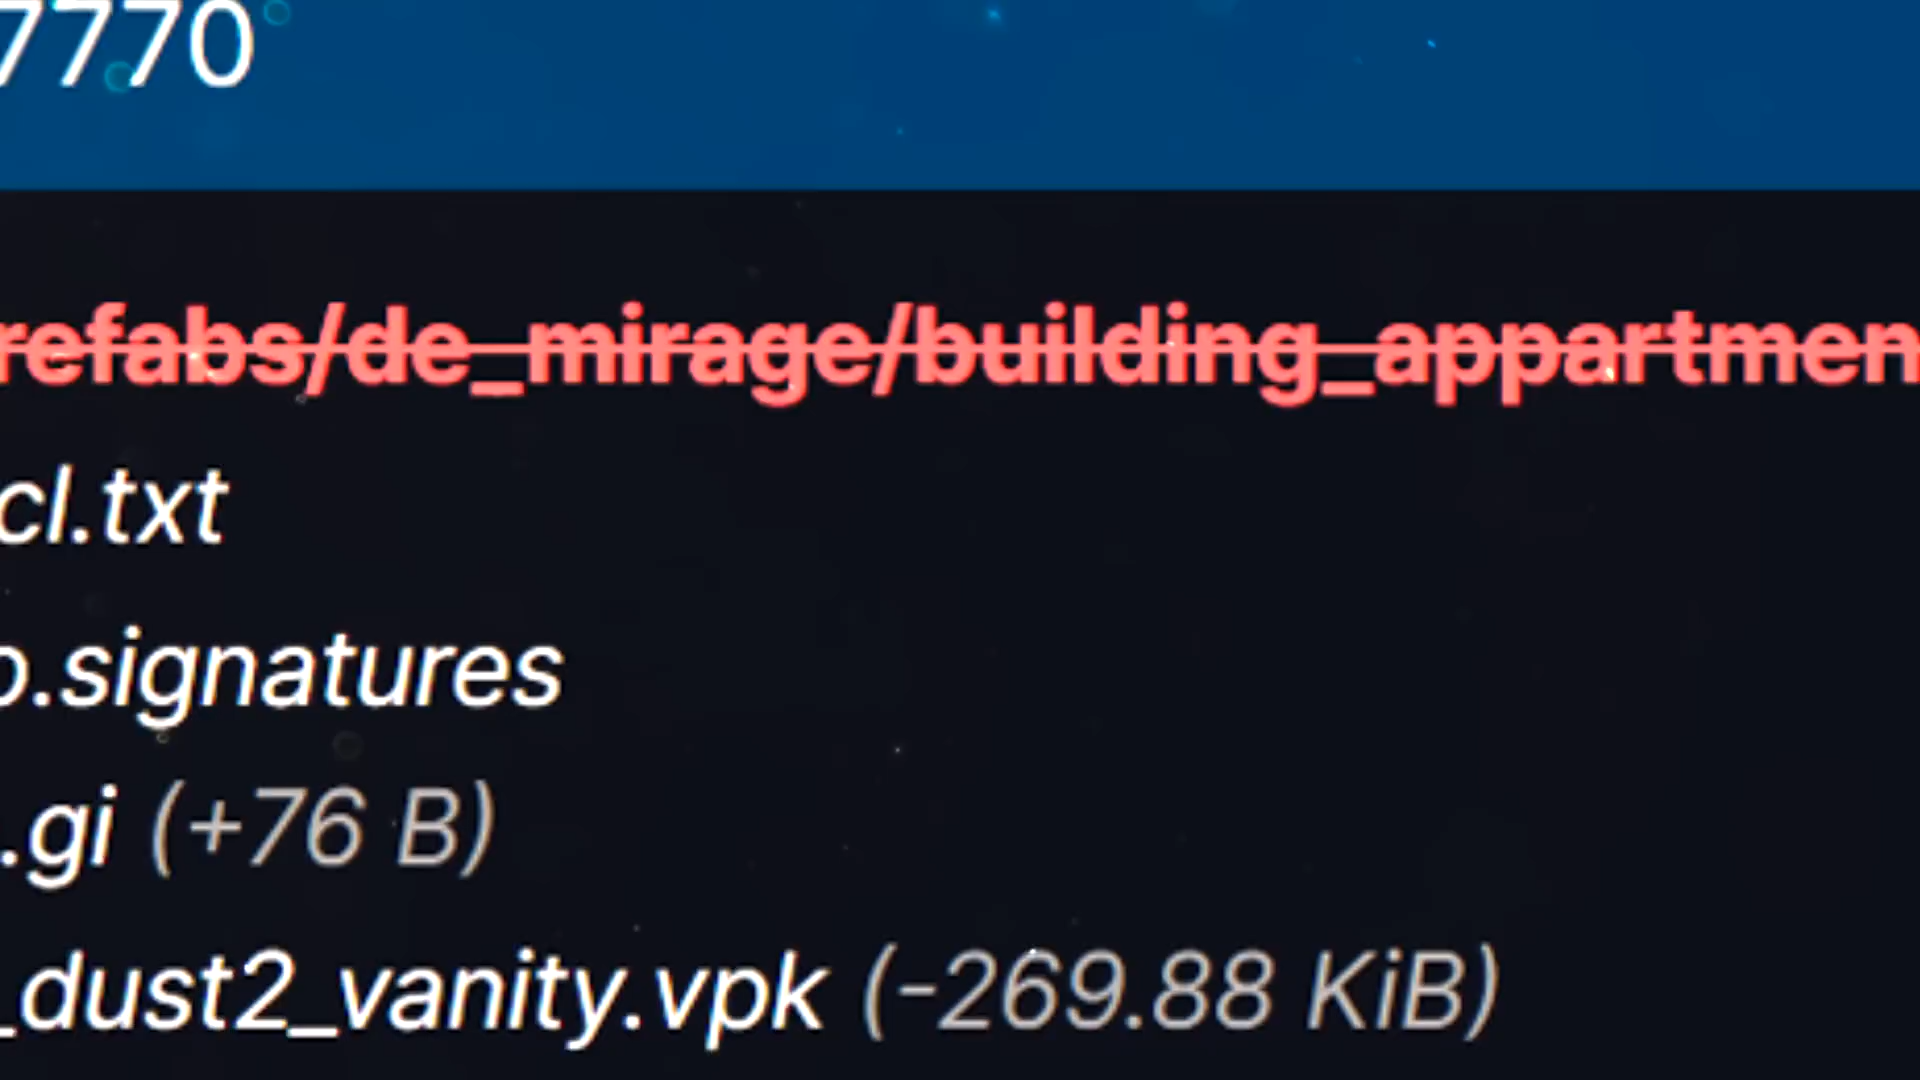 7770
refabs/de_mirage/building_appartmen
cl.txt
o.signatures
.gi (+76 B)
_dust2_vanity.vpk (-269.88 KiB)